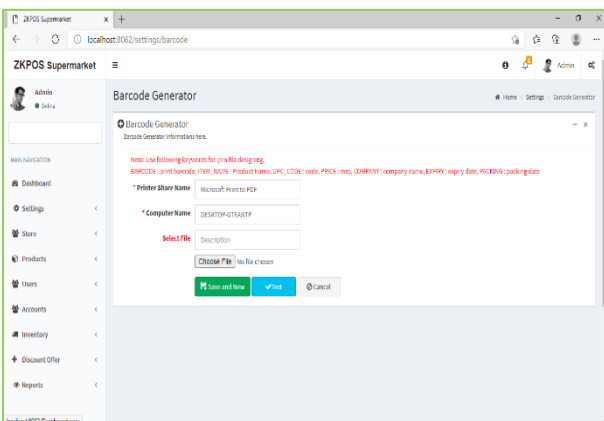 ZKPOS Supermarket
localhost:8082/settings/barcode
ZKPOS Supermarket
Admin
Admin
Online
Barcode Generator
Home
Settings
Barcode Generator
Barcode Generator
Barcode Generator informations here.
MAIN NAVIGATION
Dashboard
Settings
Store
Products
Users
Accounts
Inventory
Discount Offer
Reports
Note: Use following keywords for .prn file designing.
BARCODE : print barcode, ITEM_NAME : Product Name, UPC_CODE : code, PRICE : mrp, COMPANY : company name, EXPIRY : expiry date, PACKING : packing date
* Printer Share Name
Microsoft Print to PDF
* Computer Name
DESKTOP-GTEANTP
Select File
Description
Choose File No file chosen
Save and New
Test
Cancel